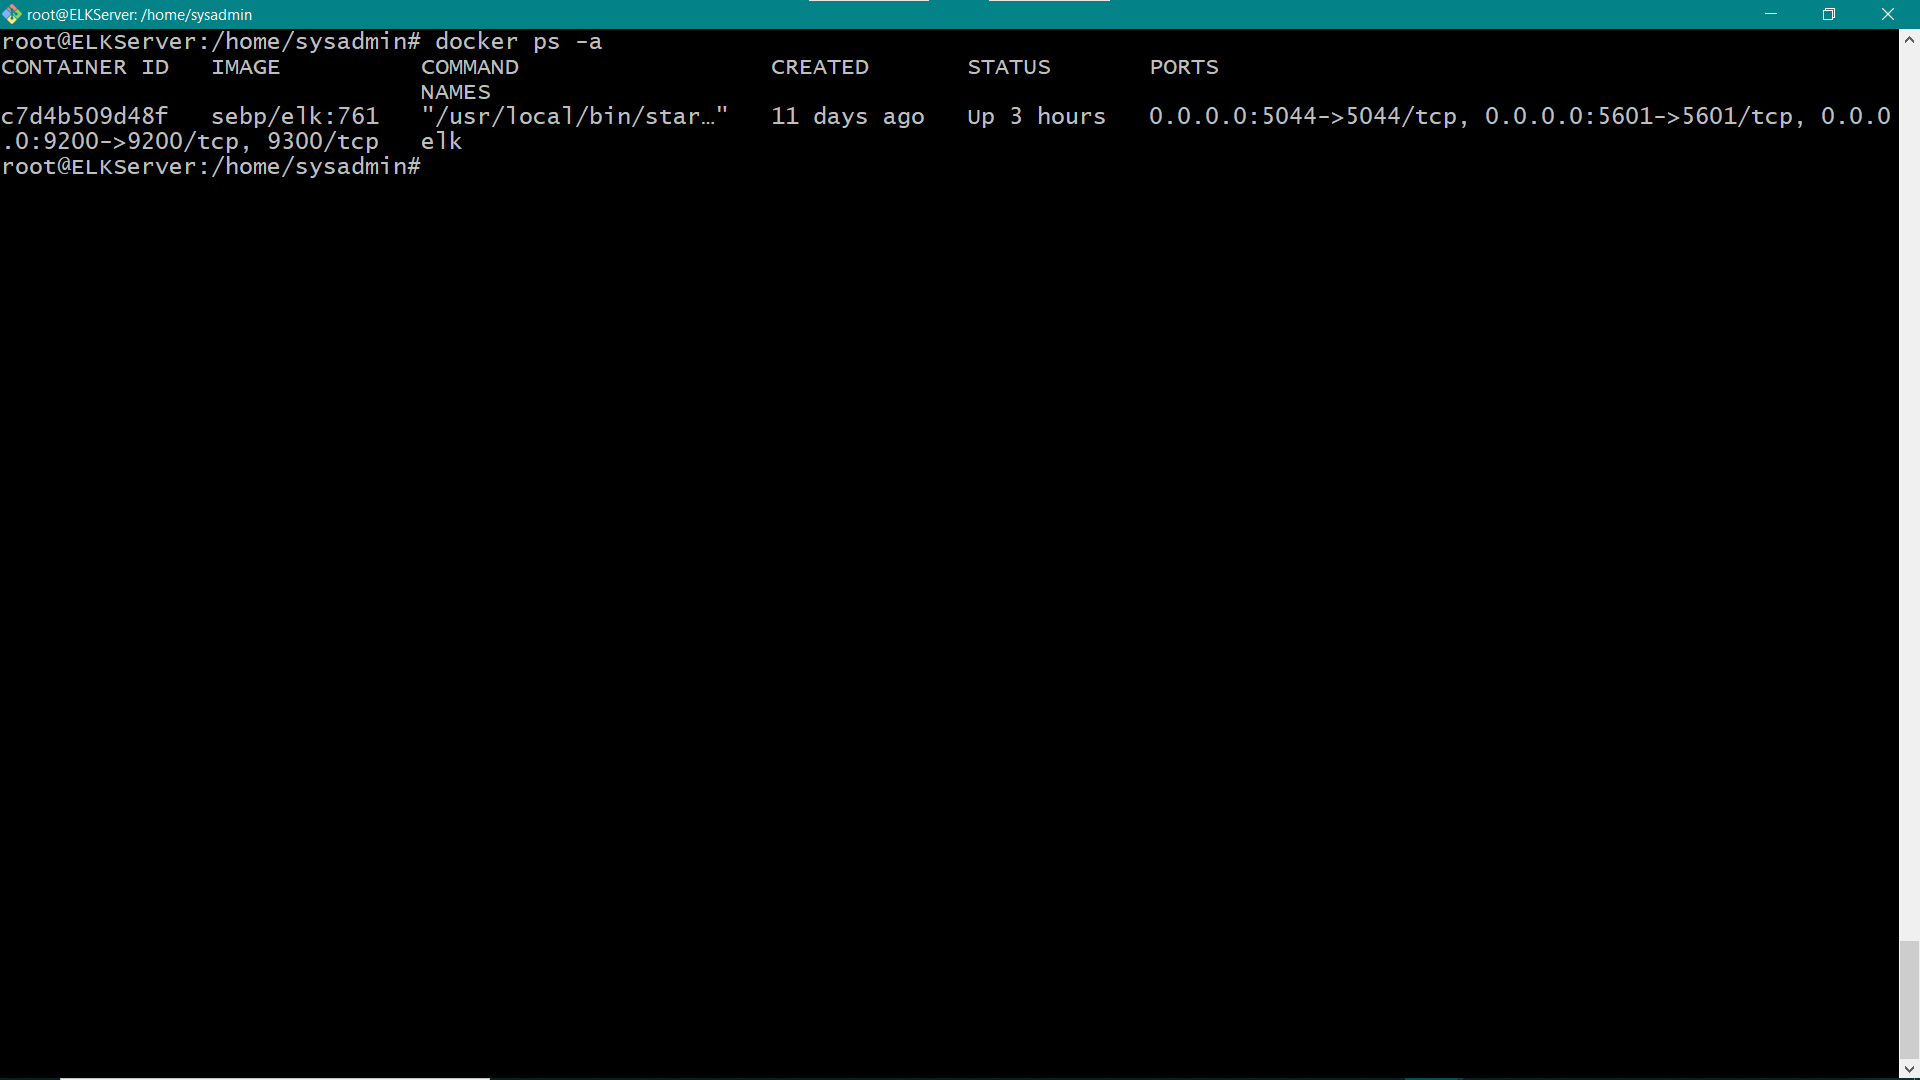 root@ELKServer: /home/sysadmin
root@ELKServer:/home/sysadmin# docker ps -a
CONTAINER ID   IMAGE          COMMAND                  CREATED       STATUS       PORTS
                              NAMES
c7d4b509d48f   sebp/elk:761   "/usr/local/bin/star…"   11 days ago   Up 3 hours   0.0.0.0:5044->5044/tcp, 0.0.0.0:5601->5601/tcp, 0.0.0
.0:9200->9200/tcp, 9300/tcp   elk
root@ELKServer:/home/sysadmin#